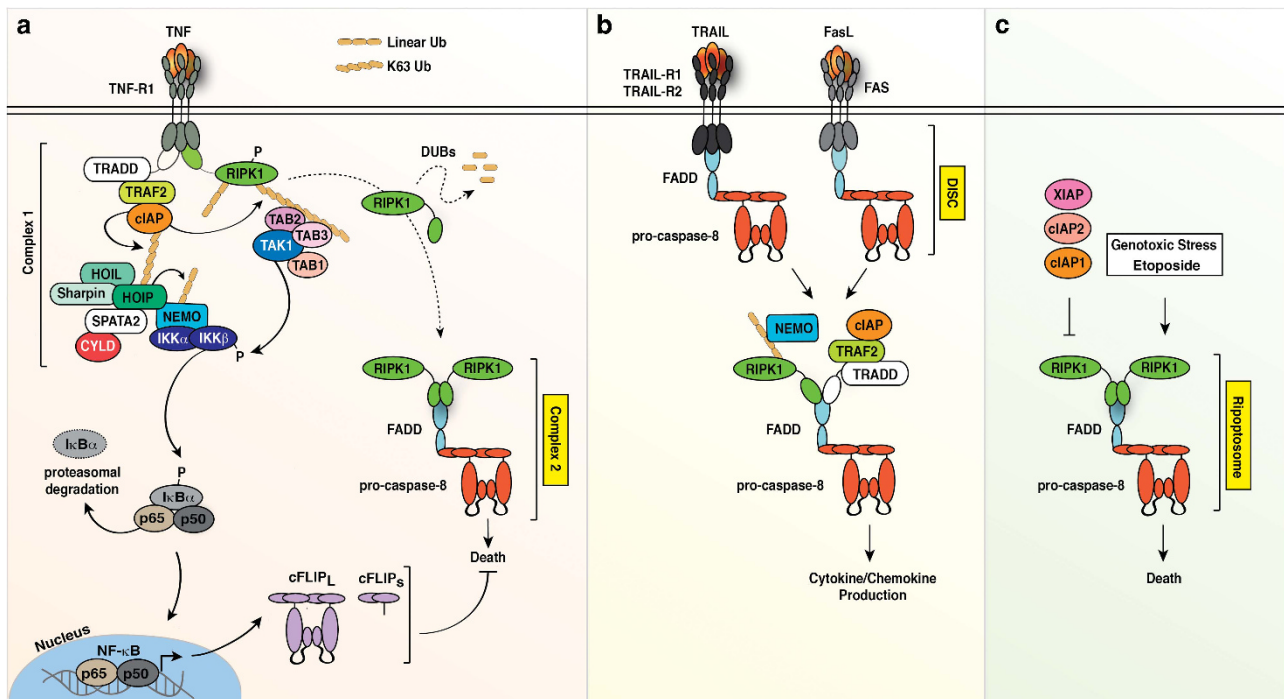 a
TNF
TNF-R1
Linear Ub
K63 Ub
Complex 1
TRADD
TRAF2
cIAP
P
RIPK1
TAB2
TAB3
TAK1
TAB1
HOIL
Sharpin
HOIP
SPATA2
CYLD
NEMO
IKKα
IKKβ
P
DUBs
RIPK1
RIPK1
RIPK1
FADD
pro-caspase-8
Complex 2
Death
IκBα
proteasomal
degradation
P
IκBα
p65
p50
Nucleus
NF-κB
p65
p50
cFLIPL
cFLIPS
b
TRAIL
TRAIL-R1
TRAIL-R2
FasL
FAS
FADD
pro-caspase-8
DISC
NEMO
RIPK1
cIAP
TRAF2
TRADD
FADD
pro-caspase-8
Cytokine/Chemokine
Production
c
XIAP
cIAP2
cIAP1
Genotoxic Stress
Etoposide
RIPK1
RIPK1
FADD
pro-caspase-8
Ripoptosome
Death